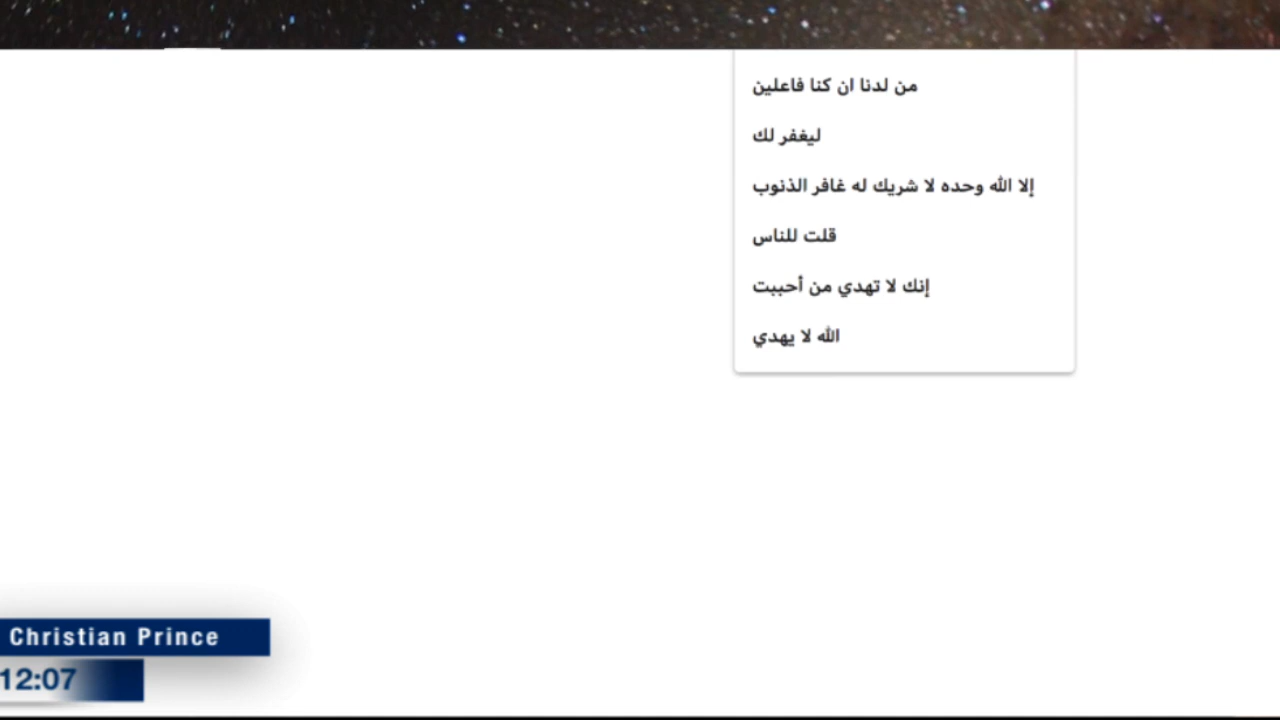 من لدنا ان كنا فاعلين
ليغفر لك
إلا الله وحده لا شريك له غافر الذنوب
قلت للناس
إنك لا تهدي من أحببت
الله لا يهدي
Christian Prince
12:07